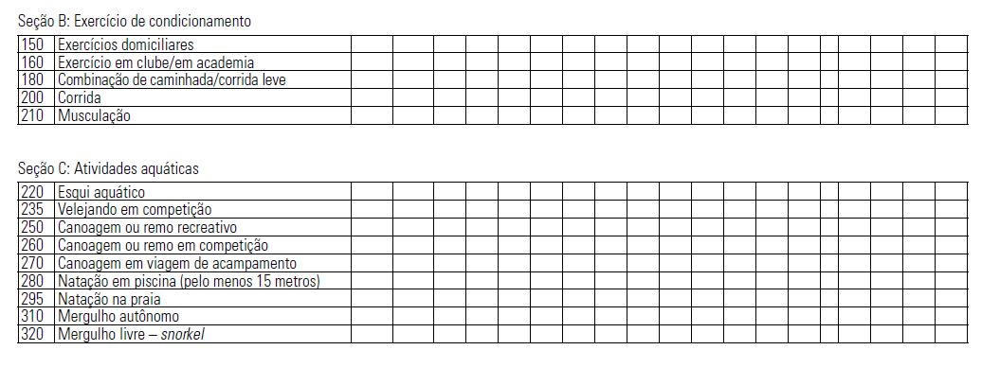 Seção B: Exercício de condicionamento
150 Exercícios domiciliares
160 Exercício em clube/em academia
180 Combinação de caminhada/corrida leve
200 Corrida
210 Musculação
Seção C: Atividades aquáticas
220 Esqui aquático
235 Velejando em competição
250 Canoagem ou remo recreativo
260 Canoagem ou remo em competição
270 Canoagem em viagem de acampamento
280 Natação em piscina (pelo menos 15 metros)
295 Natação na praia
310 Mergulho autônomo
320 Mergulho livre – snorkel